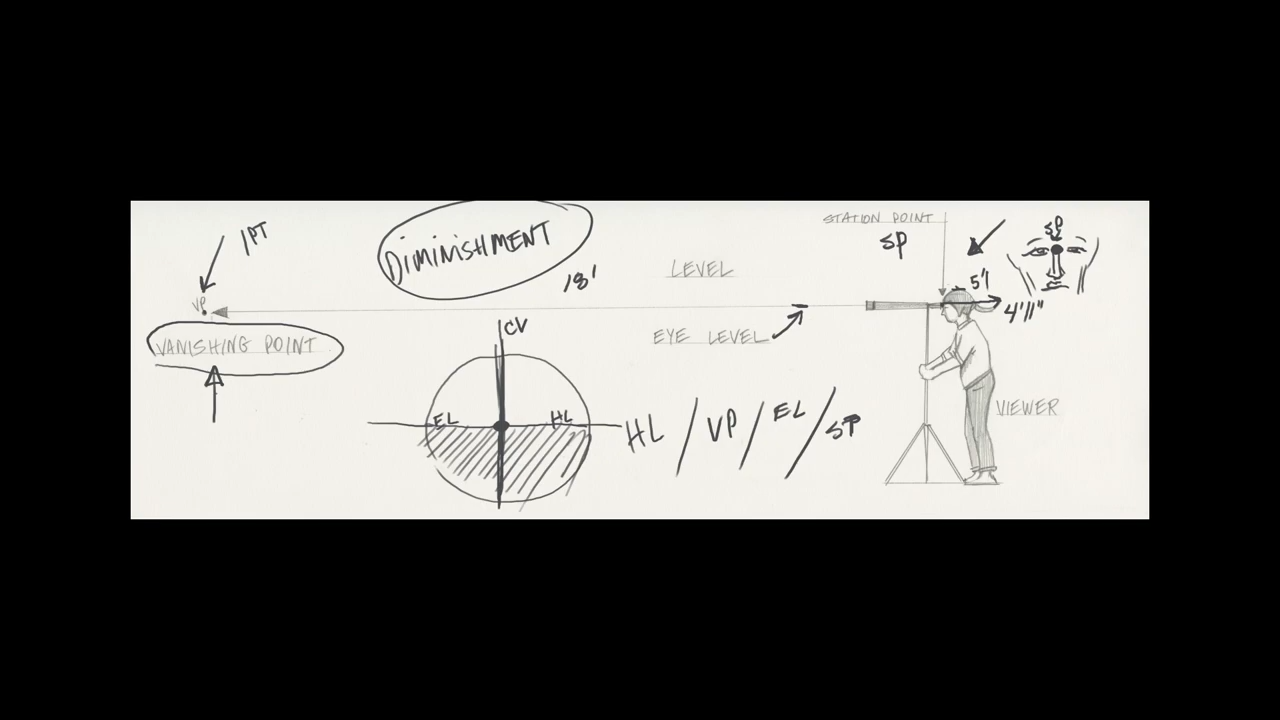 STATION POINT
SP
SP
1PT
DiminishMENT
18'
LEVEL
5'1
4'11"
VP
EYE LEVEL
VANISHING POINT
CV
EL
HL
HL / VP / EL / SP
VIEWER